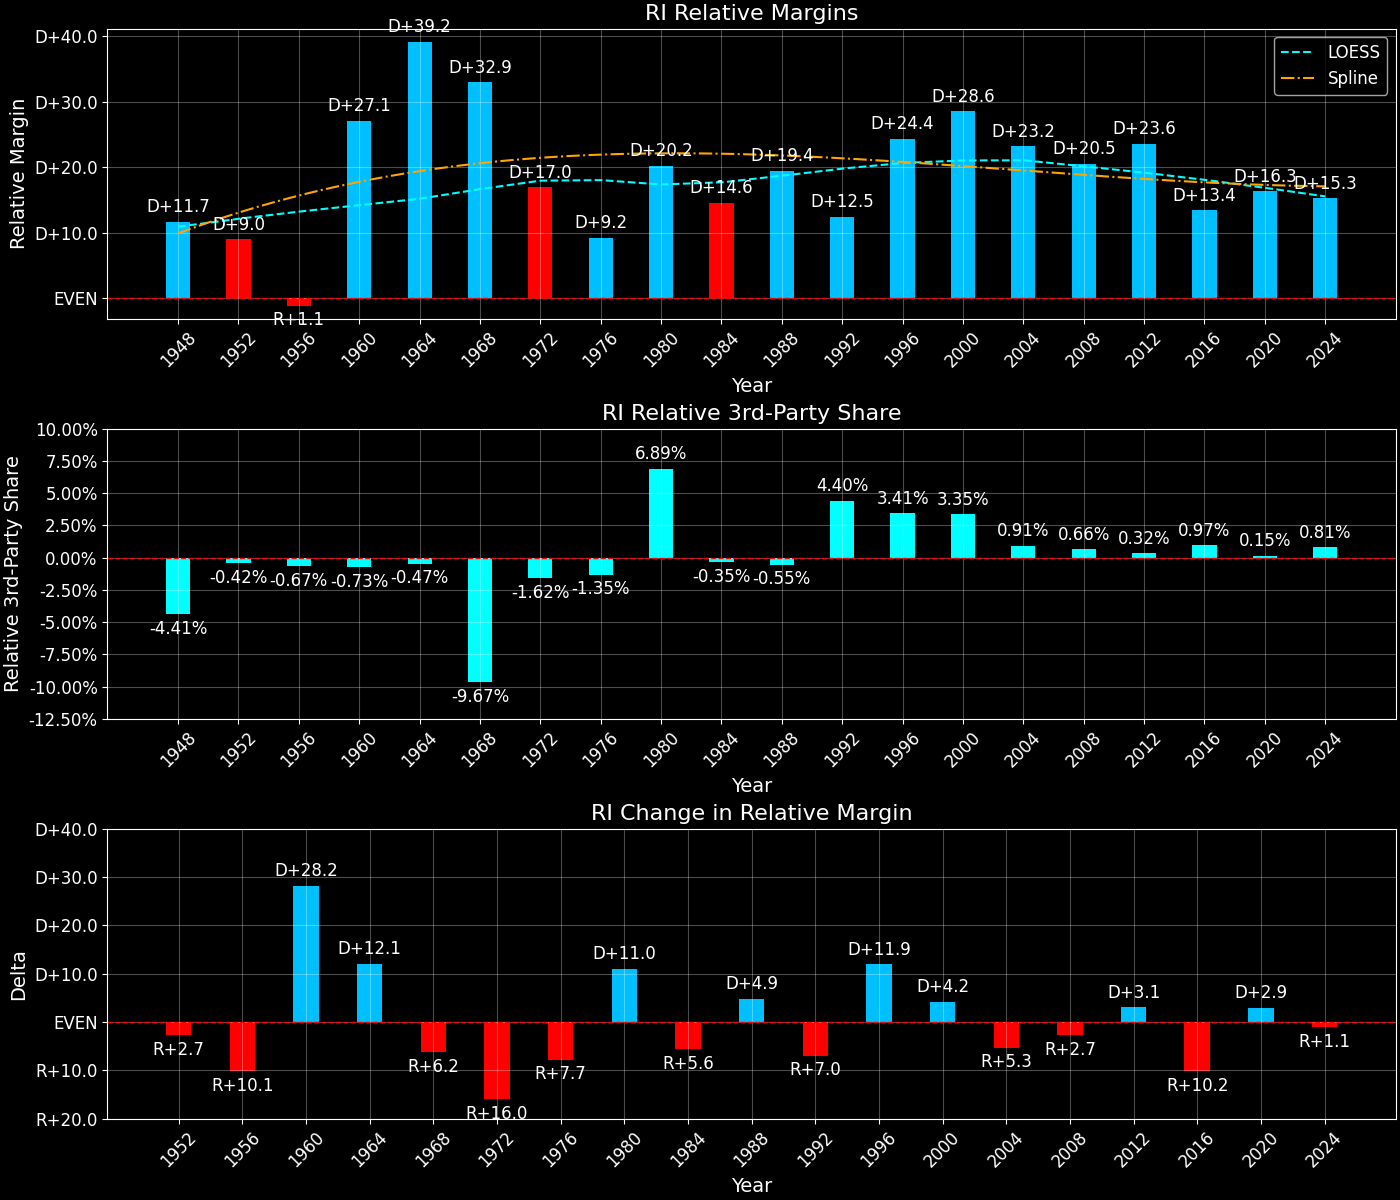 RI Relative Margins
Relative Margin
D+40.0
D+30.0
D+20.0
D+10.0
EVEN
D+11.7
D+9.0
R+1.1
D+27.1
D+39.2
D+32.9
D+17.0
D+9.2
D+20.2
D+14.6
D+19.4
D+12.5
D+24.4
D+28.6
D+23.2
D+20.5
D+23.6
D+13.4
D+16.3
D+15.3
LOESS
Spline
1948
1952
1956
1960
1964
1968
1972
1976
1980
1984
1988
1992
1996
2000
2004
2008
2012
2016
2020
2024
Year
RI Relative 3rd-Party Share
Relative 3rd-Party Share
10.00%
7.50%
5.00%
2.50%
0.00%
-2.50%
-5.00%
-7.50%
-10.00%
-12.50%
-4.41%
-0.42%
-0.67%
-0.73%
-0.47%
-9.67%
-1.62%
-1.35%
6.89%
-0.35%
-0.55%
4.40%
3.41%
3.35%
0.91%
0.66%
0.32%
0.97%
0.15%
0.81%
1948
1952
1956
1960
1964
1968
1972
1976
1980
1984
1988
1992
1996
2000
2004
2008
2012
2016
2020
2024
Year
RI Change in Relative Margin
Delta
D+40.0
D+30.0
D+20.0
D+10.0
EVEN
R+10.0
R+20.0
R+2.7
R+10.1
D+28.2
D+12.1
R+6.2
R+16.0
R+7.7
D+11.0
R+5.6
D+4.9
R+7.0
D+11.9
D+4.2
R+5.3
R+2.7
D+3.1
R+10.2
D+2.9
R+1.1
1952
1956
1960
1964
1968
1972
1976
1980
1984
1988
1992
1996
2000
2004
2008
2012
2016
2020
2024
Year